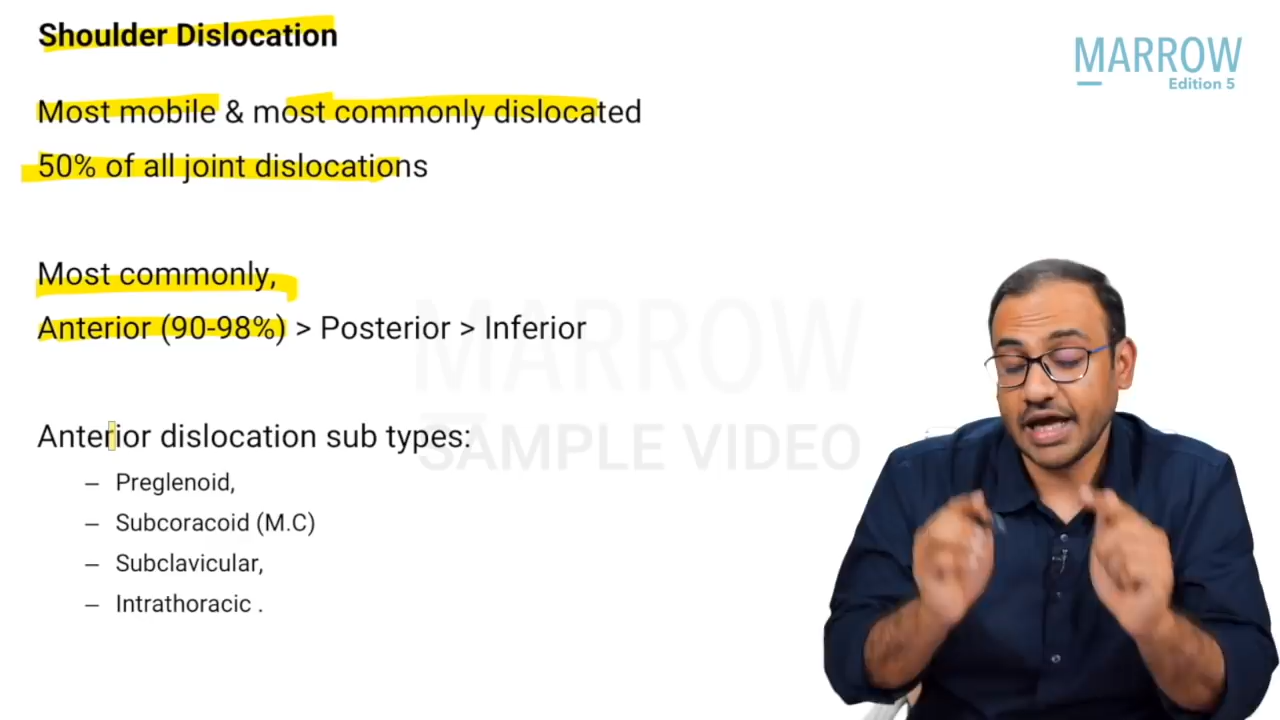 Shoulder Dislocation
MARROW
Edition 5
Most mobile & most commonly dislocated
50% of all joint dislocations
Most commonly,
Anterior (90-98%) > Posterior > Inferior
MARROW
SAMPLE VIDEO
Anterior dislocation sub types:
– Preglenoid,
– Subcoracoid (M.C)
– Subclavicular,
– Intrathoracic .